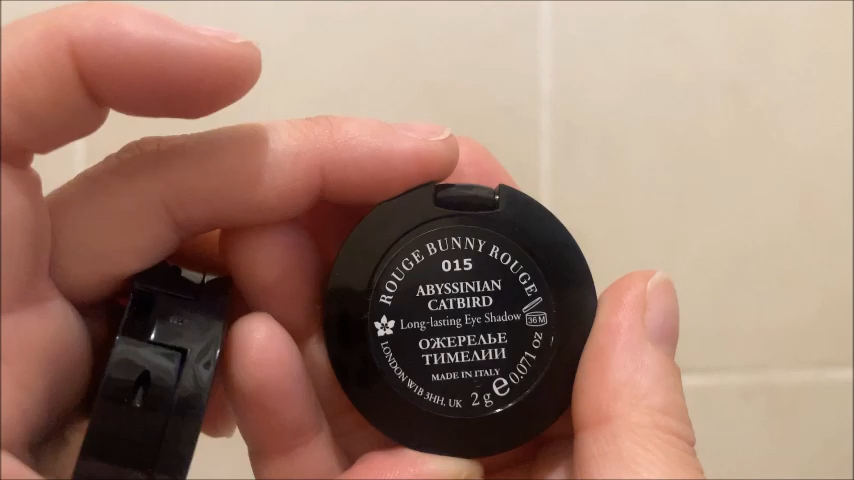 ROUGE BUNNY ROUGE
015
ABYSSINIAN
CATBIRD
Long-lasting Eye Shadow
36 M
ОЖЕРЕЛЬЕ
ТИМЕЛИИ
MADE IN ITALY
2 g e 0.071 oz
LONDON W1B 3HH, UK